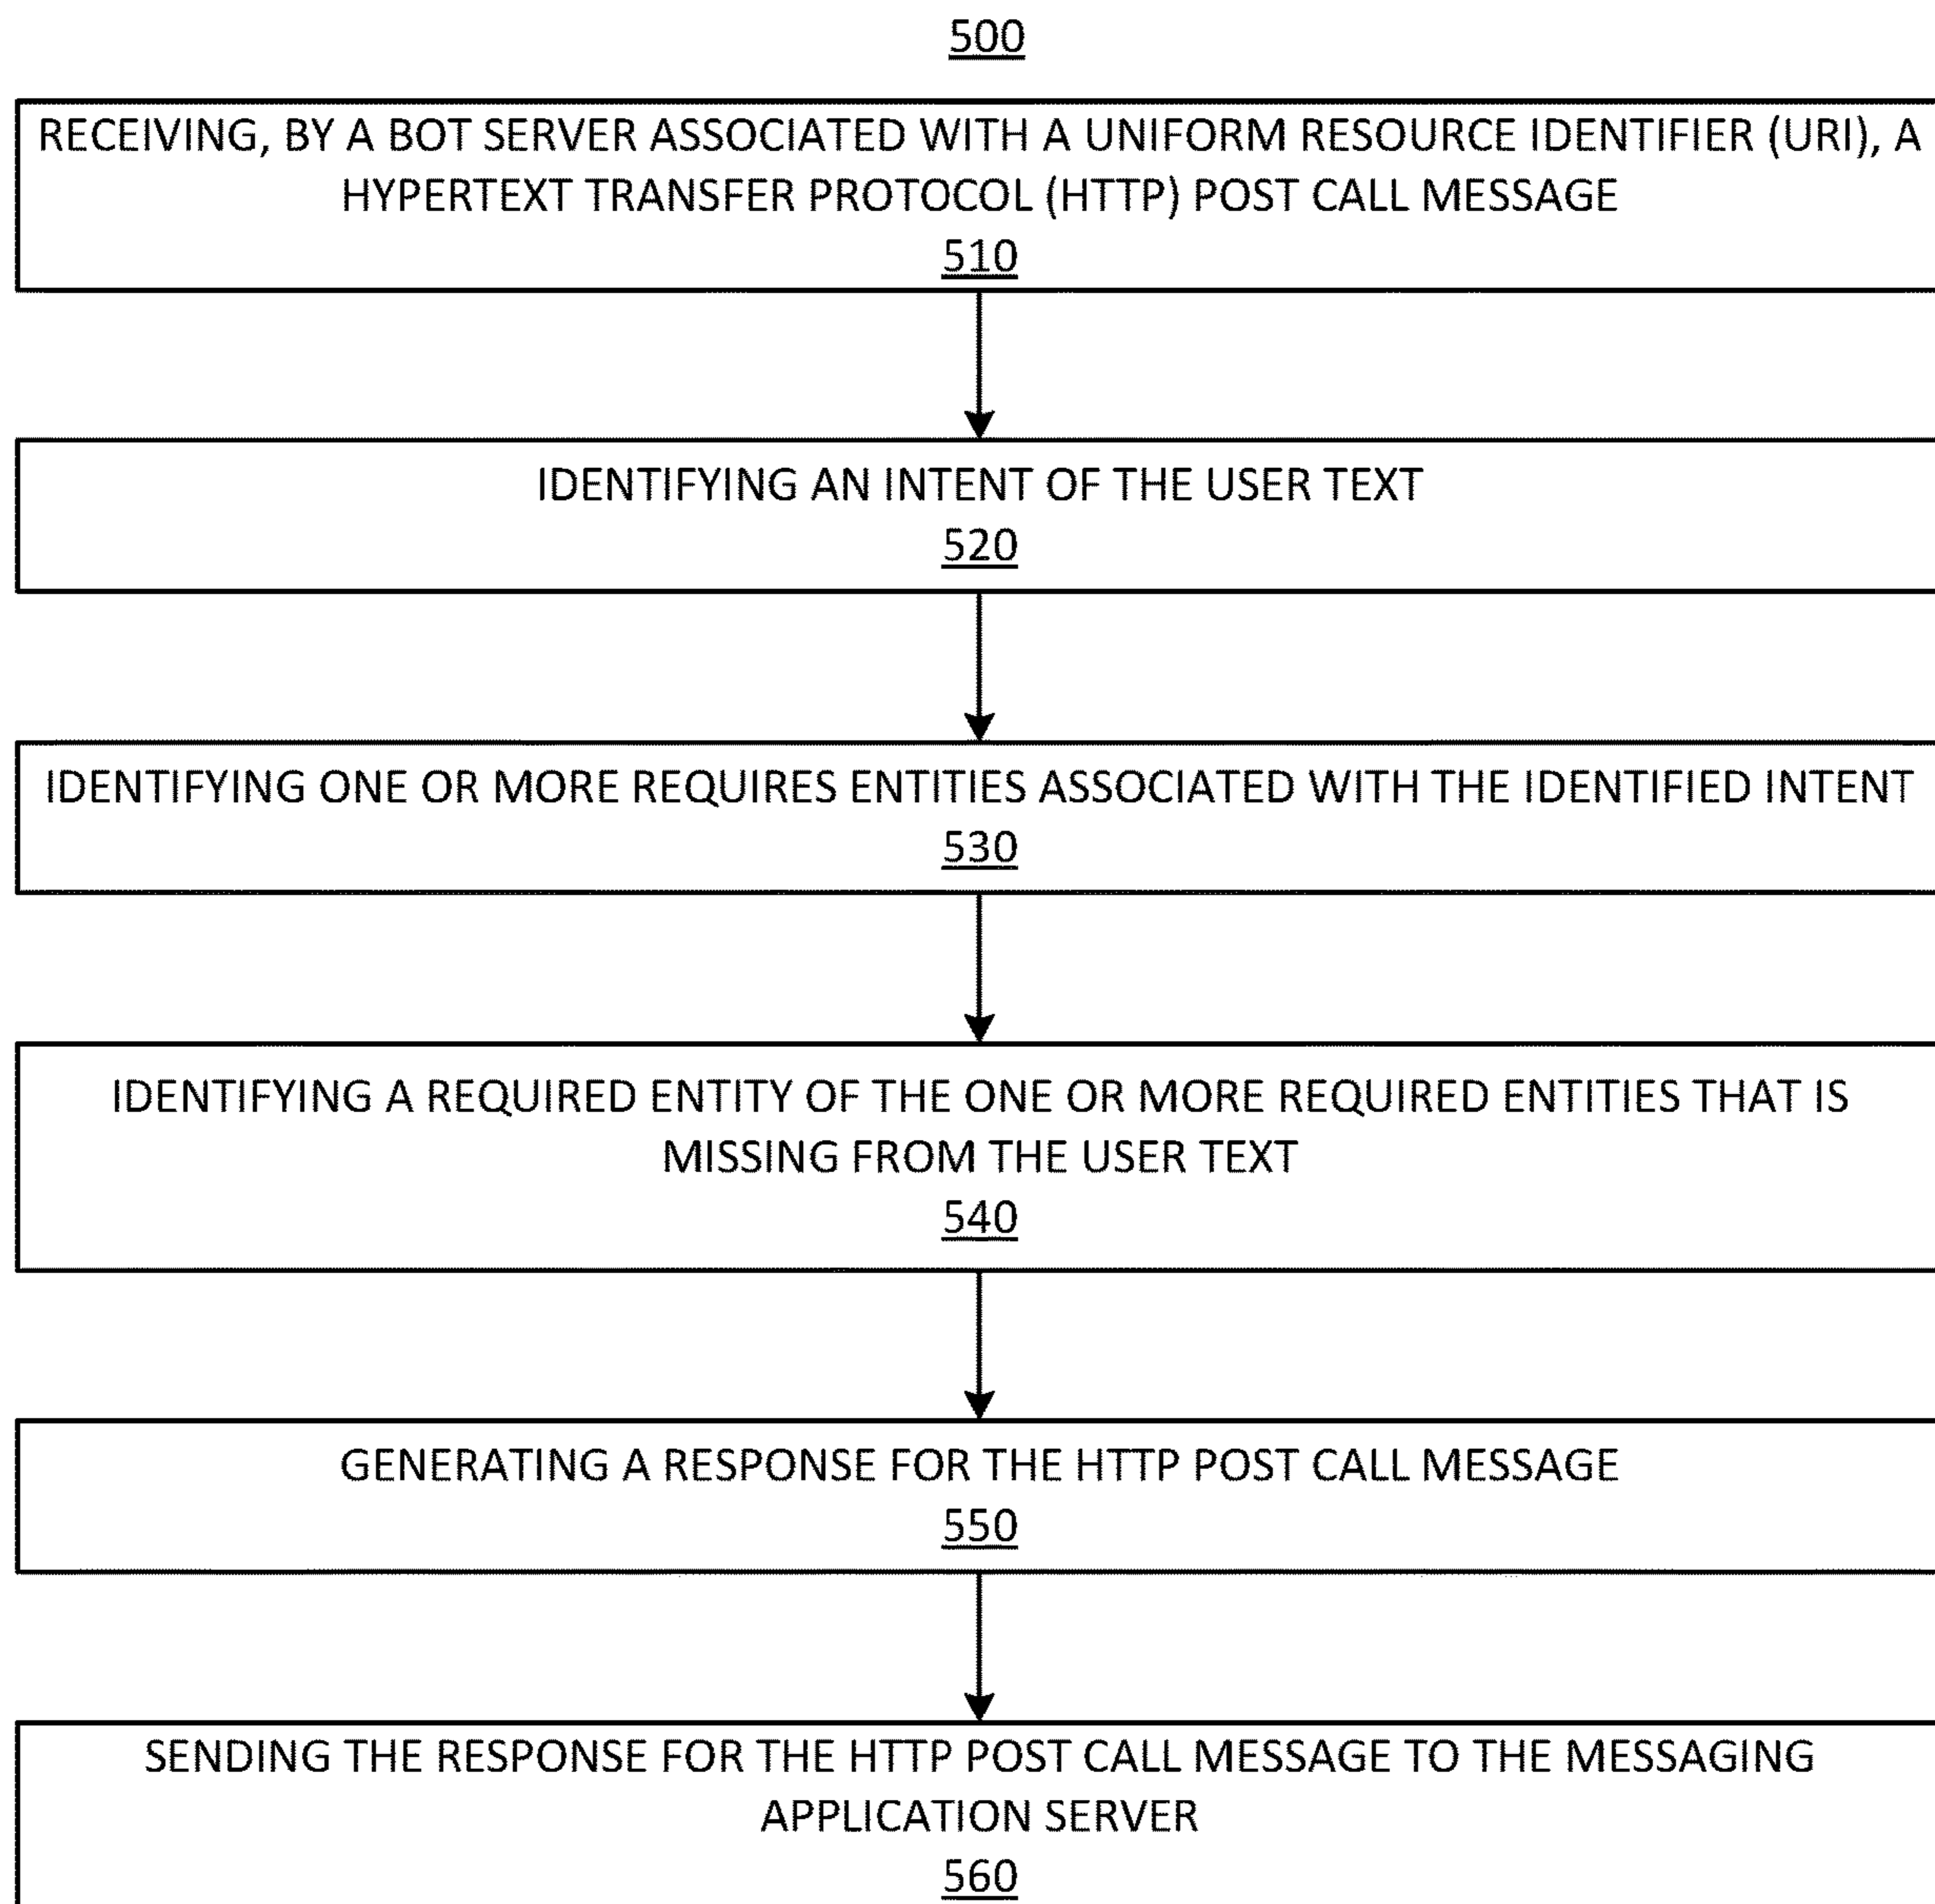 500
RECEIVING, BY A BOT SERVER ASSOCIATED WITH A UNIFORM RESOURCE IDENTIFIER (URI), A
HYPERTEXT TRANSFER PROTOCOL (HTTP) POST CALL MESSAGE
510
IDENTIFYING AN INTENT OF THE USER TEXT
520
IDENTIFYING ONE OR MORE REQUIRES ENTITIES ASSOCIATED WITH THE IDENTIFIED INTENT
530
IDENTIFYING A REQUIRED ENTITY OF THE ONE OR MORE REQUIRED ENTITIES THAT IS
MISSING FROM THE USER TEXT
540
GENERATING A RESPONSE FOR THE HTTP POST CALL MESSAGE
550
SENDING THE RESPONSE FOR THE HTTP POST CALL MESSAGE TO THE MESSAGING
APPLICATION SERVER
560